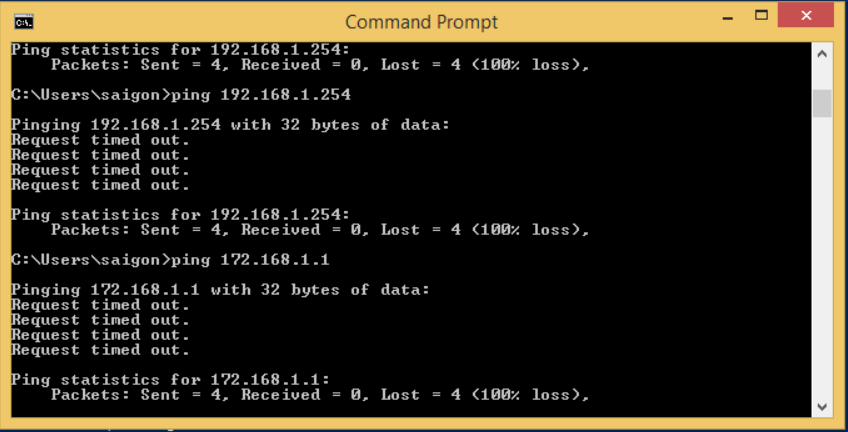 Command Prompt
Ping statistics for 192.168.1.254:
    Packets: Sent = 4, Received = 0, Lost = 4 (100% loss),
C:\Users\saigon>ping 192.168.1.254
Pinging 192.168.1.254 with 32 bytes of data:
Request timed out.
Request timed out.
Request timed out.
Request timed out.
Ping statistics for 192.168.1.254:
    Packets: Sent = 4, Received = 0, Lost = 4 (100% loss),
C:\Users\saigon>ping 172.168.1.1
Pinging 172.168.1.1 with 32 bytes of data:
Request timed out.
Request timed out.
Request timed out.
Request timed out.
Ping statistics for 172.168.1.1:
    Packets: Sent = 4, Received = 0, Lost = 4 (100% loss),